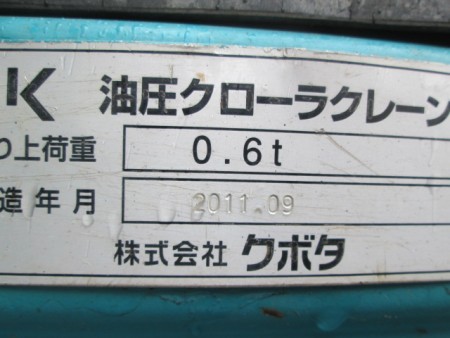 K 油圧クローラクレーン
り上荷重 0.6t
造年月 2011.09
株式会社 クボタ